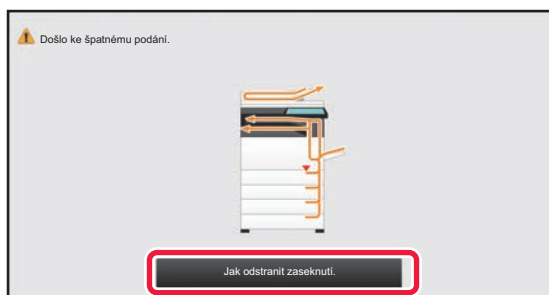 Došlo ke špatnému podání.
Jak odstranit zaseknutí.